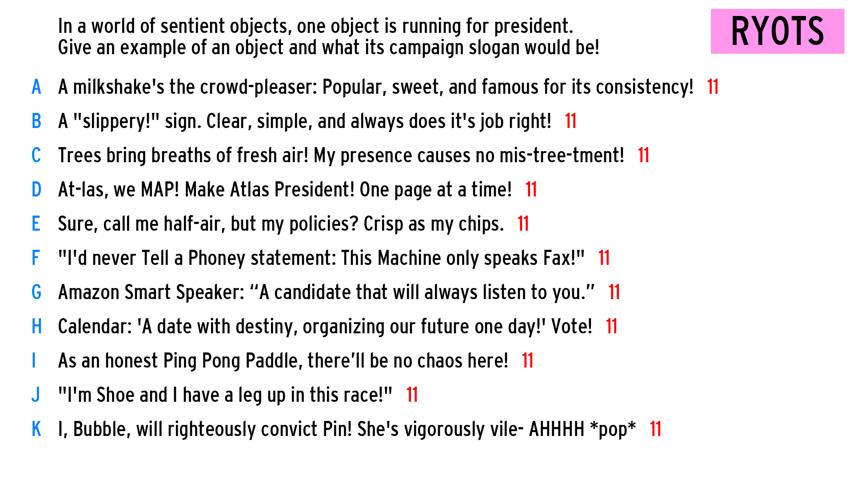 In a world of sentient objects, one object is running for president.
Give an example of an object and what its campaign slogan would be!
RYOTS
A A milkshake's the crowd-pleaser: Popular, sweet, and famous for its consistency! 11
B A "slippery!" sign. Clear, simple, and always does it's job right! 11
C Trees bring breaths of fresh air! My presence causes no mis-tree-tment! 11
D At-las, we MAP! Make Atlas President! One page at a time! 11
E Sure, call me half-air, but my policies? Crisp as my chips. 11
F "I'd never Tell a Phoney statement: This Machine only speaks Fax!" 11
G Amazon Smart Speaker: “A candidate that will always listen to you.” 11
H Calendar: 'A date with destiny, organizing our future one day!' Vote! 11
I As an honest Ping Pong Paddle, there’ll be no chaos here! 11
J "I'm Shoe and I have a leg up in this race!" 11
K I, Bubble, will righteously convict Pin! She's vigorously vile- AHHHH *pop* 11